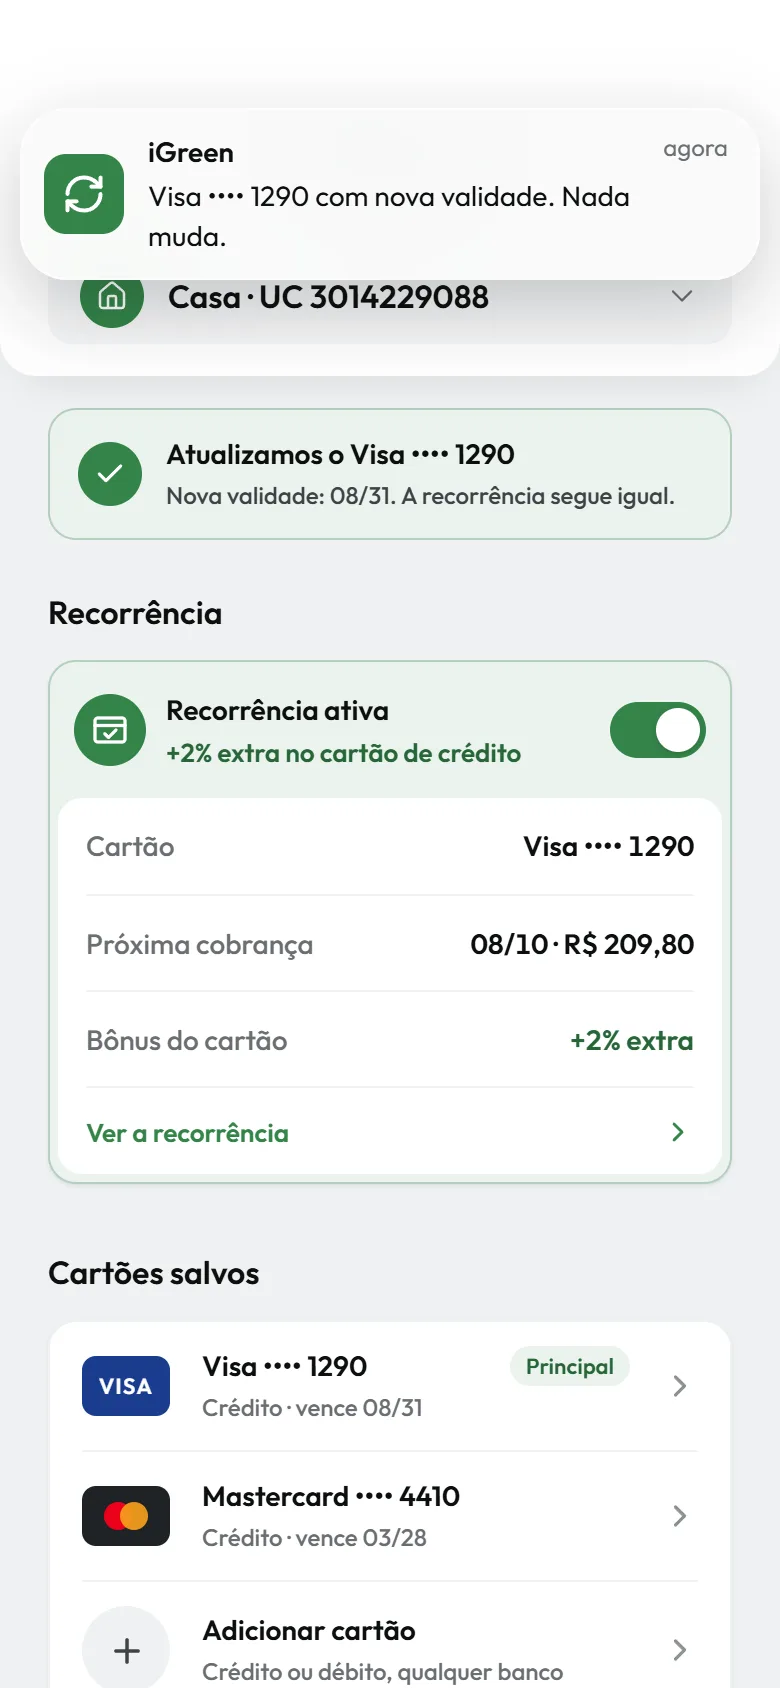 iGreen
agora
Visa •••• 1290 com nova validade. Nada
muda.
Casa · UC 3014229088
Atualizamos o Visa •••• 1290
Nova validade: 08/31. A recorrência segue igual.
Recorrência
Recorrência ativa
+2% extra no cartão de crédito
Cartão
Visa •••• 1290
Próxima cobrança
08/10 · R$ 209,80
Bônus do cartão
+2% extra
Ver a recorrência
Cartões salvos
VISA
Visa •••• 1290
Principal
Crédito · vence 08/31
Mastercard •••• 4410
Crédito · vence 03/28
Adicionar cartão
Crédito ou débito, qualquer banco